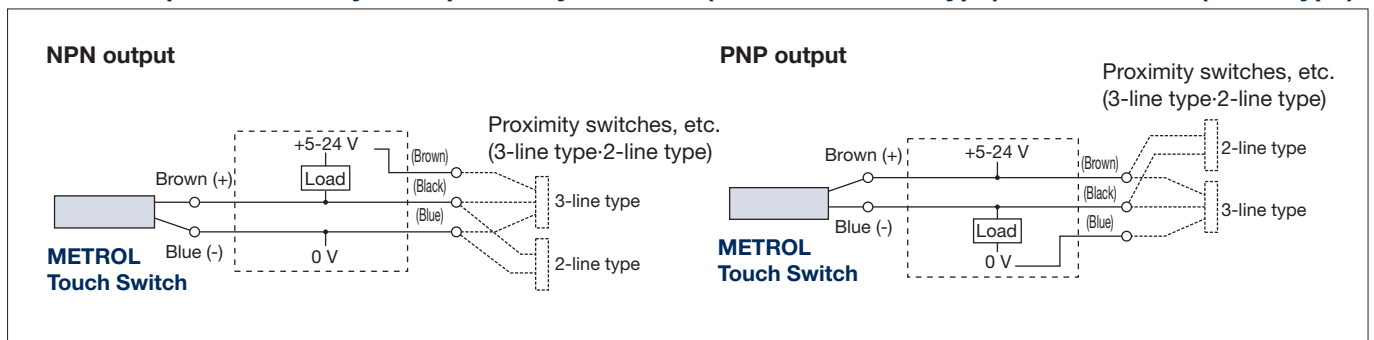 NPN output
Proximity switches, etc.
(3-line type·2-line type)
+5-24 V
(Brown)
Brown (+)
Load
(Black)
3-line type
(Blue)
Blue (-)
0 V
2-line type
METROL
Touch Switch
PNP output
Proximity switches, etc.
(3-line type·2-line type)
+5-24 V
(Brown)
2-line type
Brown (+)
(Black)
3-line type
Blue (-)
Load
(Blue)
0 V
METROL
Touch Switch